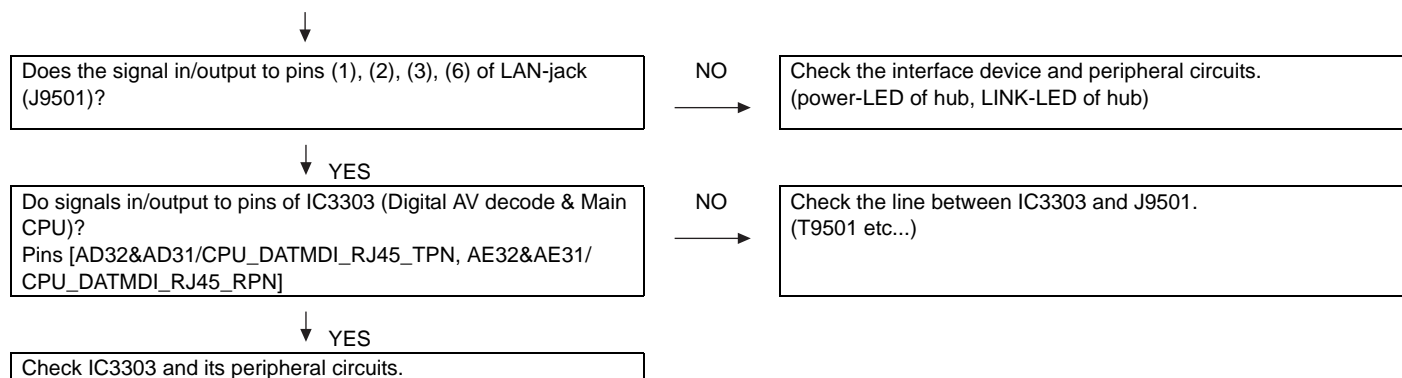 Does the signal in/output to pins (1), (2), (3), (6) of LAN-jack
(J9501)?
NO
Check the interface device and peripheral circuits.
(power-LED of hub, LINK-LED of hub)
YES
Do signals in/output to pins of IC3303 (Digital AV decode & Main
CPU)?
Pins [AD32&AD31/CPU_DATMDI_RJ45_TPN, AE32&AE31/
CPU_DATMDI_RJ45_RPN]
NO
Check the line between IC3303 and J9501.
(T9501 etc...)
YES
Check IC3303 and its peripheral circuits.